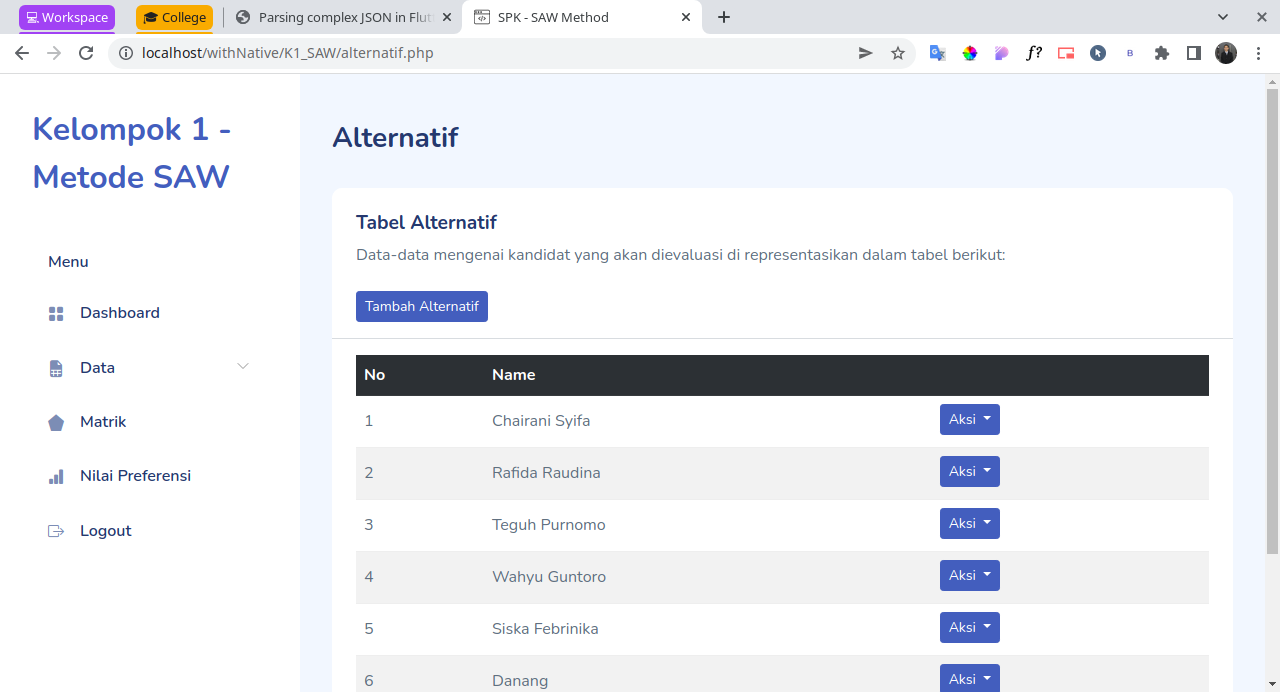 Workspace
College
Parsing complex JSON in Flut
SPK - SAW Method
localhost/withNative/K1_SAW/alternatif.php
f?
B
Kelompok 1 -
Metode SAW
Menu
Dashboard
Data
Matrik
Nilai Preferensi
Logout
Alternatif
Tabel Alternatif
Data-data mengenai kandidat yang akan dievaluasi di representasikan dalam tabel berikut:
Tambah Alternatif
No Name
1 Chairani Syifa Aksi
2 Rafida Raudina Aksi
3 Teguh Purnomo Aksi
4 Wahyu Guntoro Aksi
5 Siska Febrinika Aksi
6 Danang Aksi